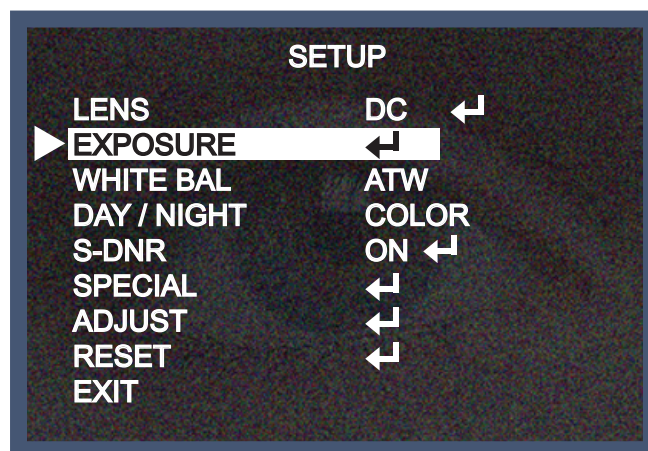 SETUP
LENS DC ↵
EXPOSURE ↵
WHITE BAL ATW
DAY / NIGHT COLOR
S-DNR ON ↵
SPECIAL ↵
ADJUST ↵
RESET ↵
EXIT